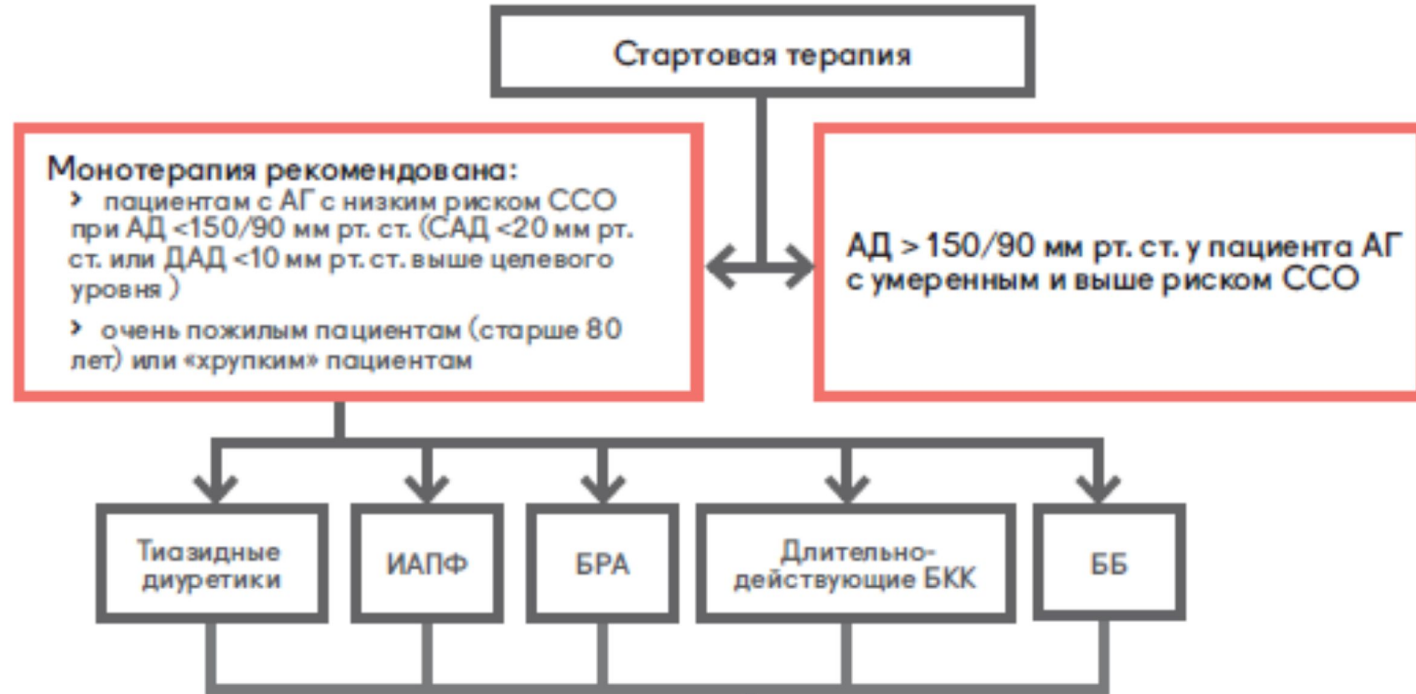 Стартовая терапия
Монотерапия рекомендована:
› пациентам с АГ с низким риском ССО
при АД <150/90 мм рт. ст. (САД <20 мм рт.
ст. или ДАД <10 мм рт. ст. выше целевого
уровня )
› очень пожилым пациентам (старше 80
лет) или «хрупким» пациентам
АД > 150/90 мм рт. ст. у пациента АГ
с умеренным и выше риском ССО
Тиазидные
диуретики
ИАПФ
БРА
Длительно-
действующие БКК
ББ